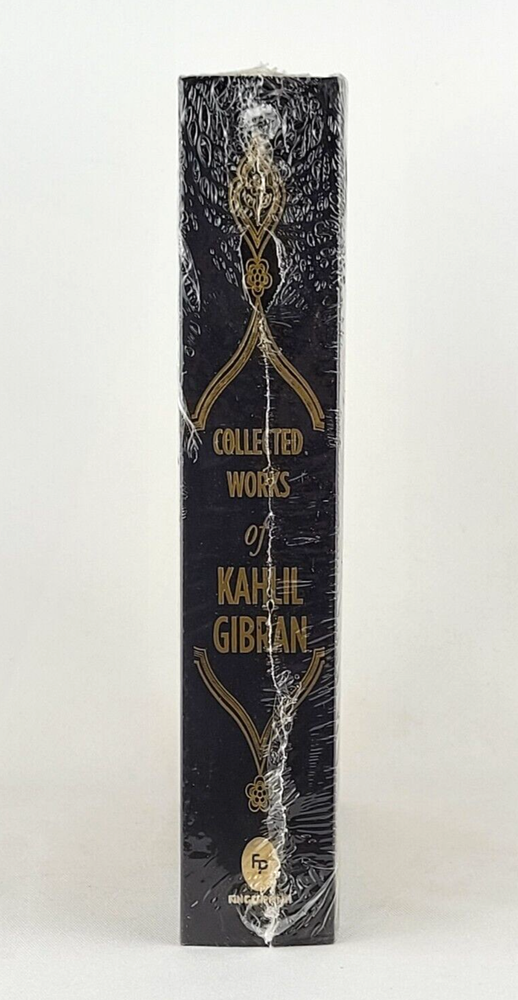 COLLECTED
WORKS
of
KAHLIL
GIBRAN
FP